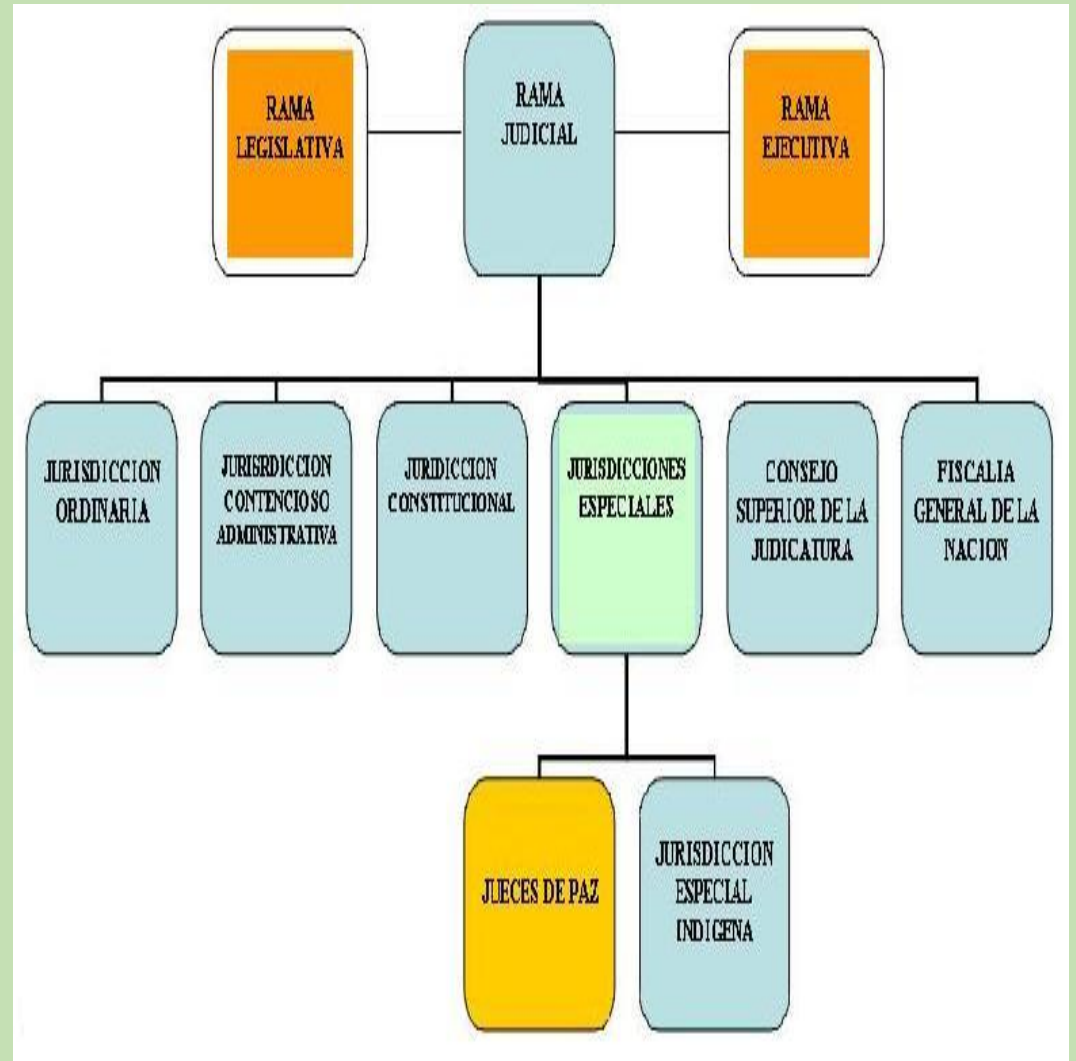 RAMA
LEGISLATIVA
RAMA
JUDICIAL
RAMA
EJECUTIVA
JURISDICCION
ORDINARIA
JURISRDICCION
CONTENCIOSO
ADMINISTRATIVA
JURIDICCION
CONSTITUCIONAL
JURISDICCIONES
ESPECIALES
CONSEJO
SUPERIOR DE LA
JUDICATURA
FISCALIA
GENERAL DE LA
NACION
JUECES DE PAZ
JURISDICCION
ESPECIAL
INDIGENA